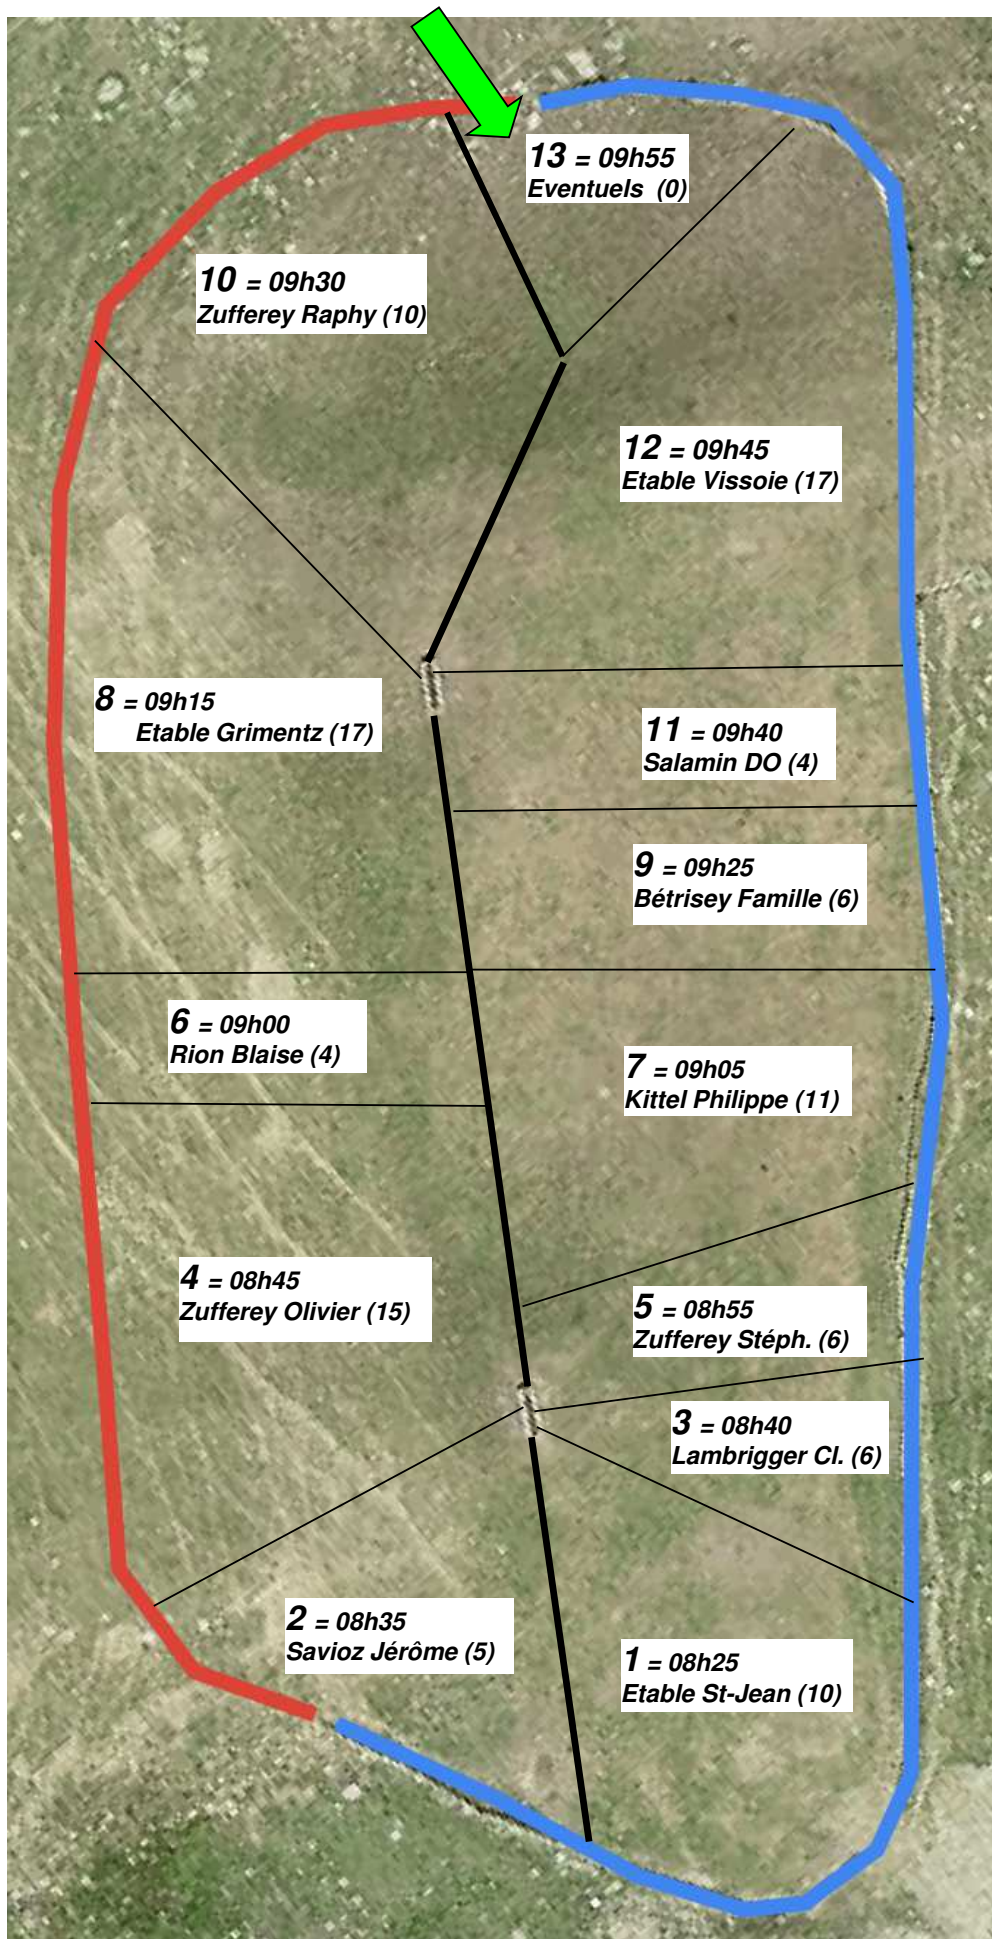 13 = 09h55
Eventuels (0)
10 = 09h30
Zufferey Raphy (10)
12 = 09h45
Etable Vissoie (17)
8 = 09h15
Etable Grimentz (17)
11 = 09h40
Salamin DO (4)
9 = 09h25
Bétrisey Famille (6)
6 = 09h00
Rion Blaise (4)
7 = 09h05
Kittel Philippe (11)
4 = 08h45
Zufferey Olivier (15)
5 = 08h55
Zufferey Stéph. (6)
3 = 08h40
Lambrigger Cl. (6)
2 = 08h35
Savioz Jérôme (5)
1 = 08h25
Etable St-Jean (10)